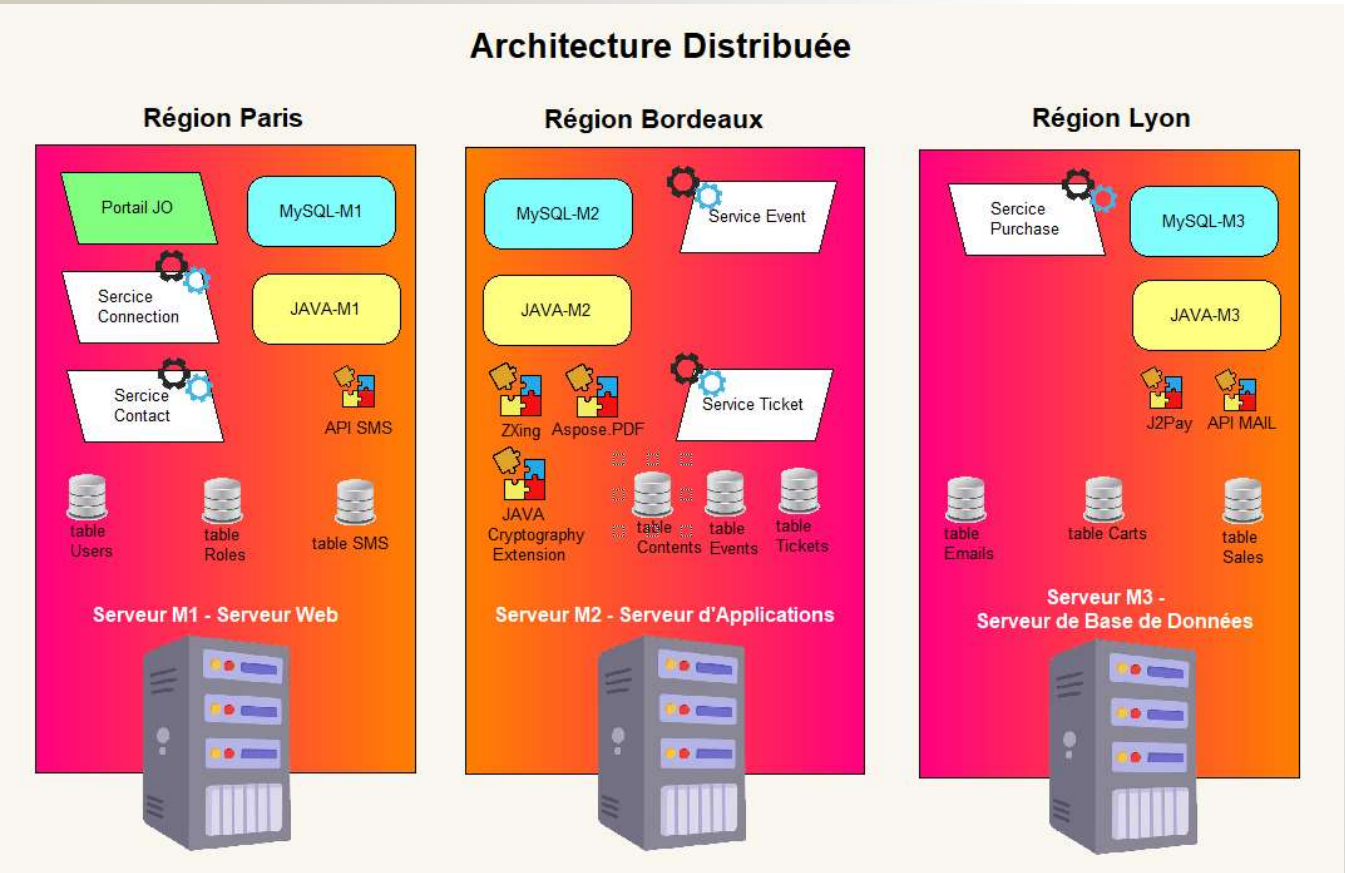 Architecture Distribuée
Région Paris
Portail JO
MySQL-M1
Sercice
Connection
JAVA-M1
Sercice
Contact
API SMS
table
Users
table
Roles
table SMS
Serveur M1 - Serveur Web
Région Bordeaux
MySQL-M2
Service Event
JAVA-M2
ZXing
Aspose.PDF
Service Ticket
JAVA
Cryptography
Extension
table
Contents
table
Events
table
Tickets
Serveur M2 - Serveur d'Applications
Région Lyon
Sercice
Purchase
MySQL-M3
JAVA-M3
J2Pay
API MAIL
table
Emails
table Carts
table
Sales
Serveur M3 -
Serveur de Base de Données